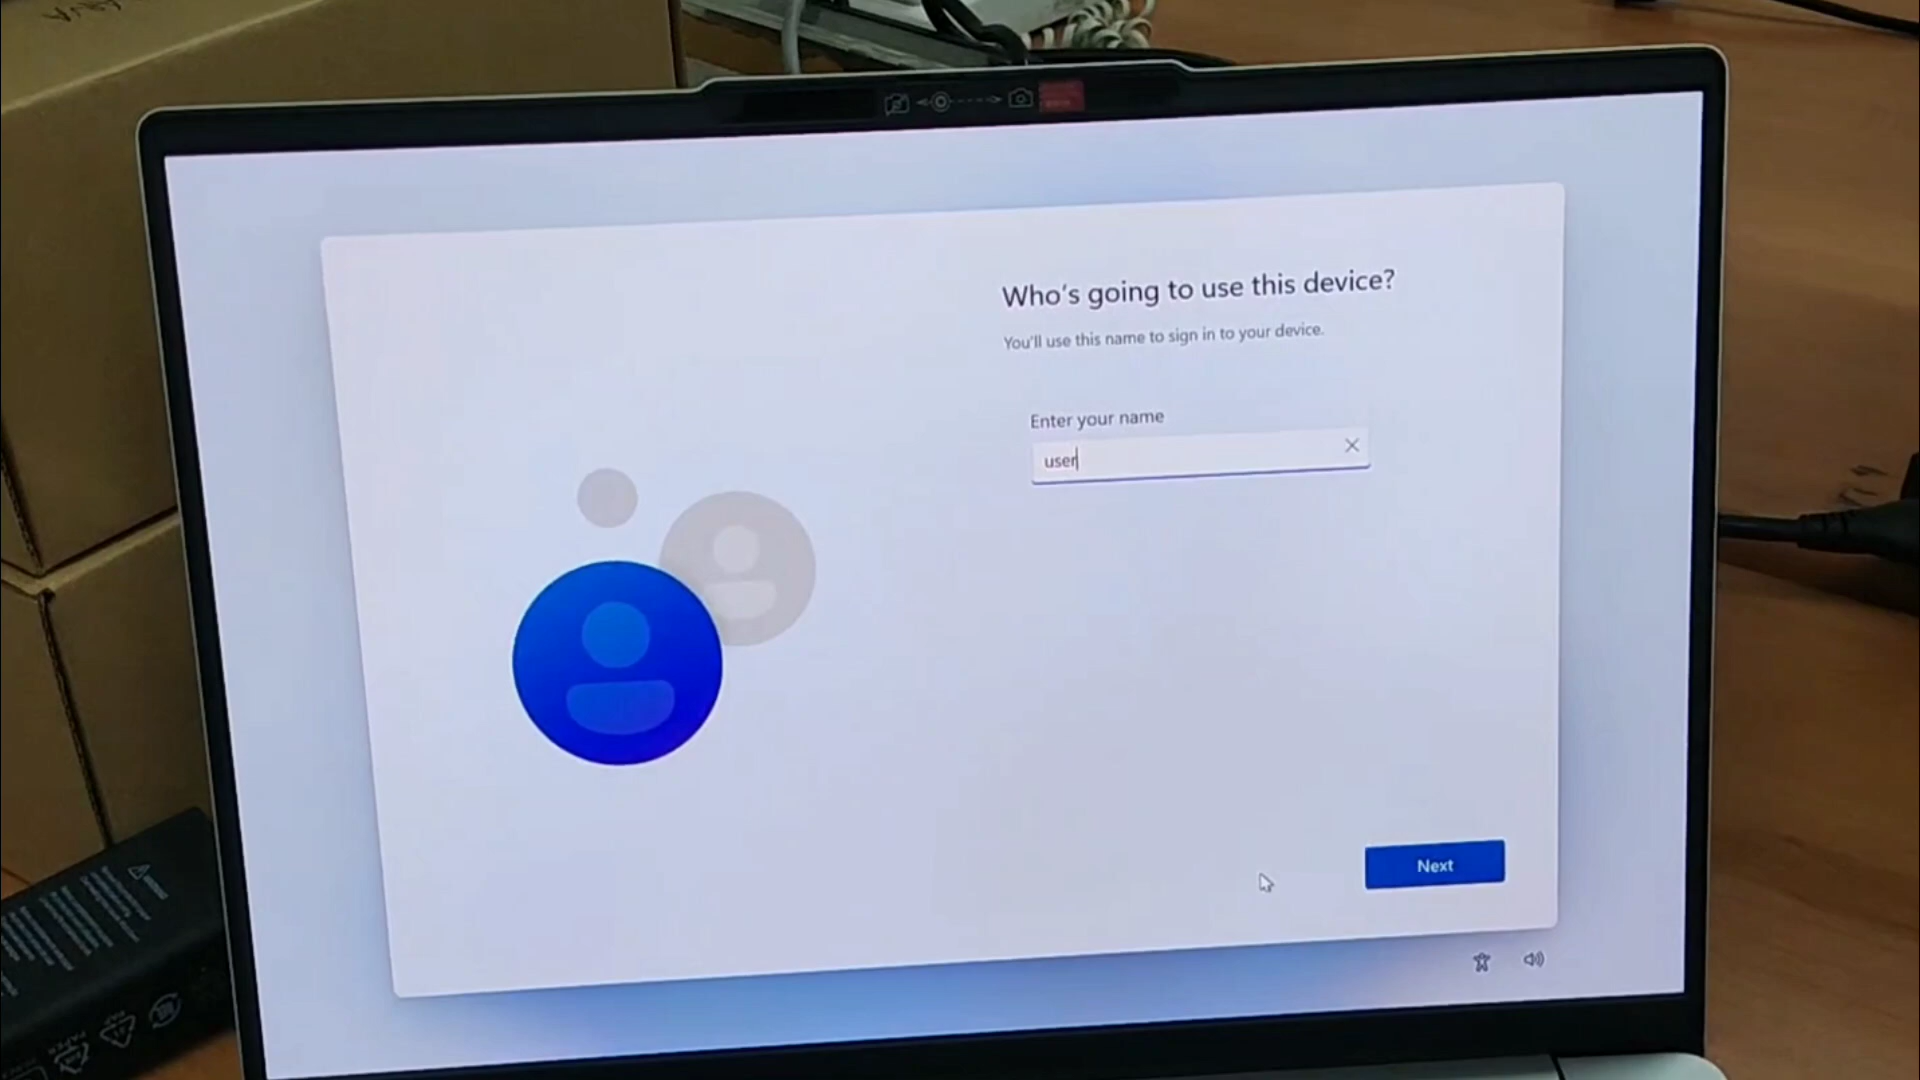 Who's going to use this device?
You'll use this name to sign in to your device.
Enter your name
user
Next